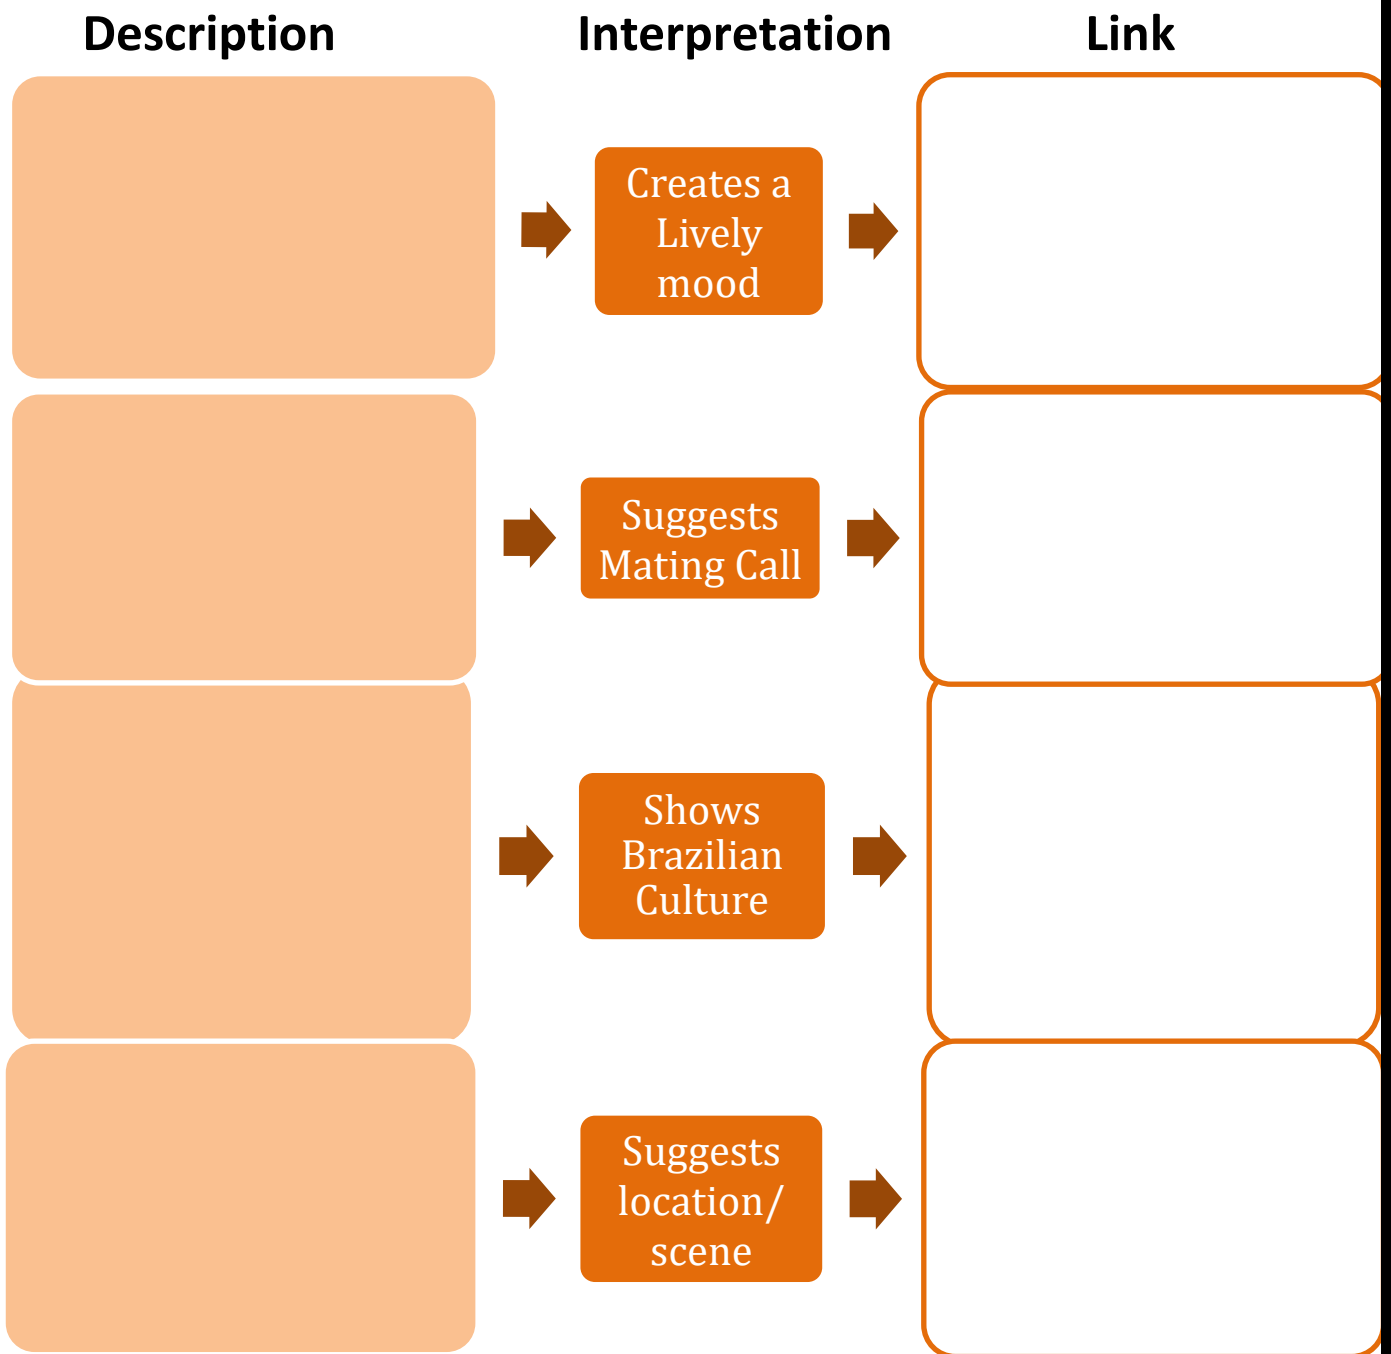 Description Interpretation Link
Creates a
Lively
mood
Suggests
Mating Call
Shows
Brazilian
Culture
Suggests
location/
scene